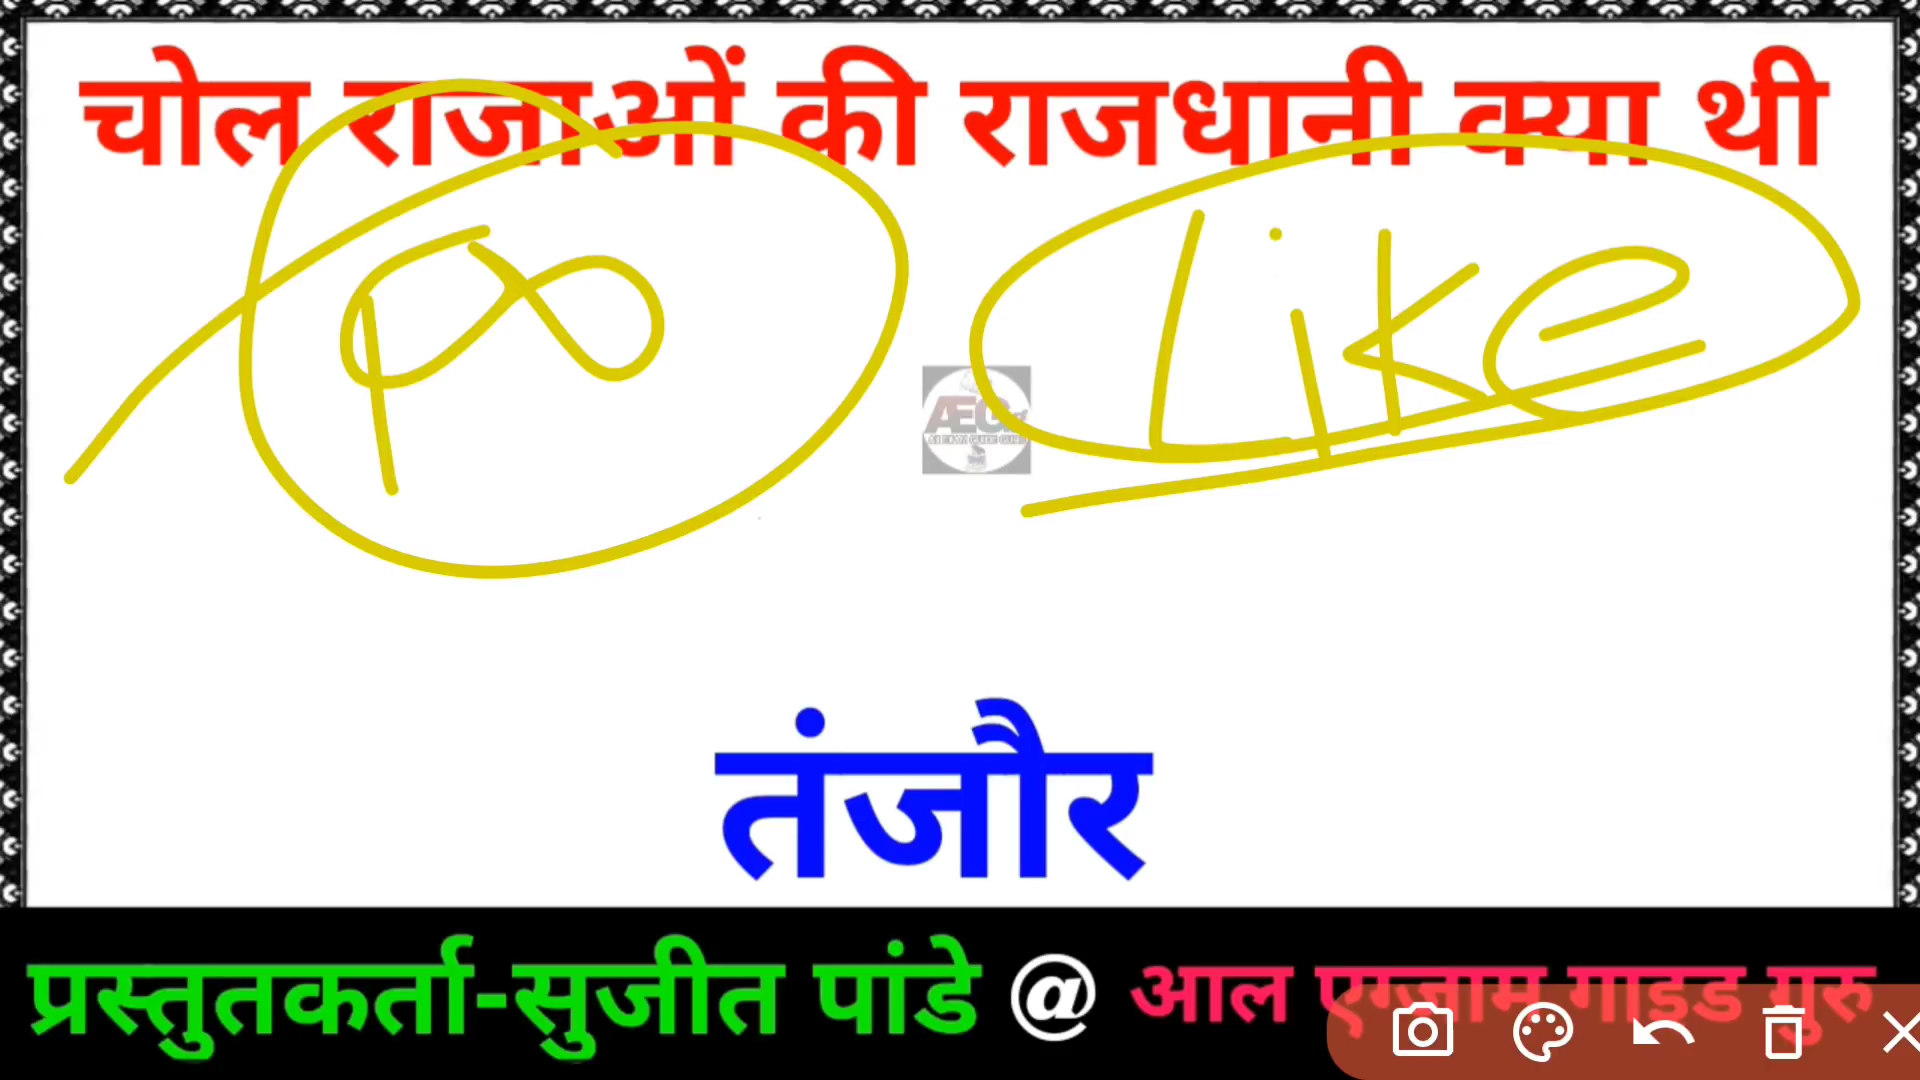 चोल राजाओं की राजधानी क्या थी
Like
तंजौर
प्रस्तुतकर्ता-सुजीत पांडे @ आल एग्जाम गाइड गुरु